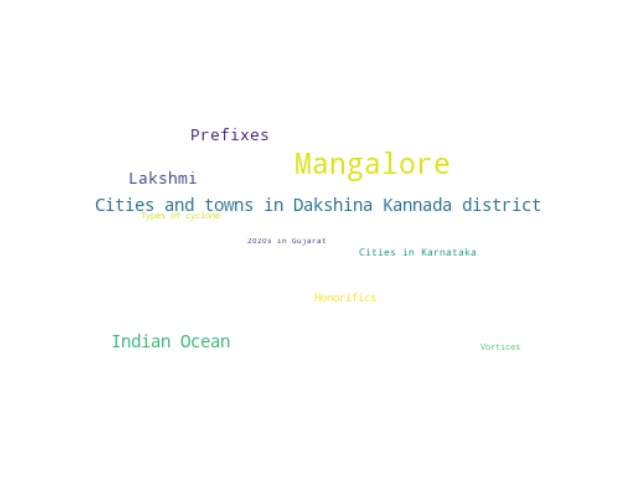 Prefixes
Mangalore
Lakshmi
Cities and towns in Dakshina Kannada district
Types of cyclone
2020s in Gujarat
Cities in Karnataka
Honorifics
Indian Ocean
Vortices